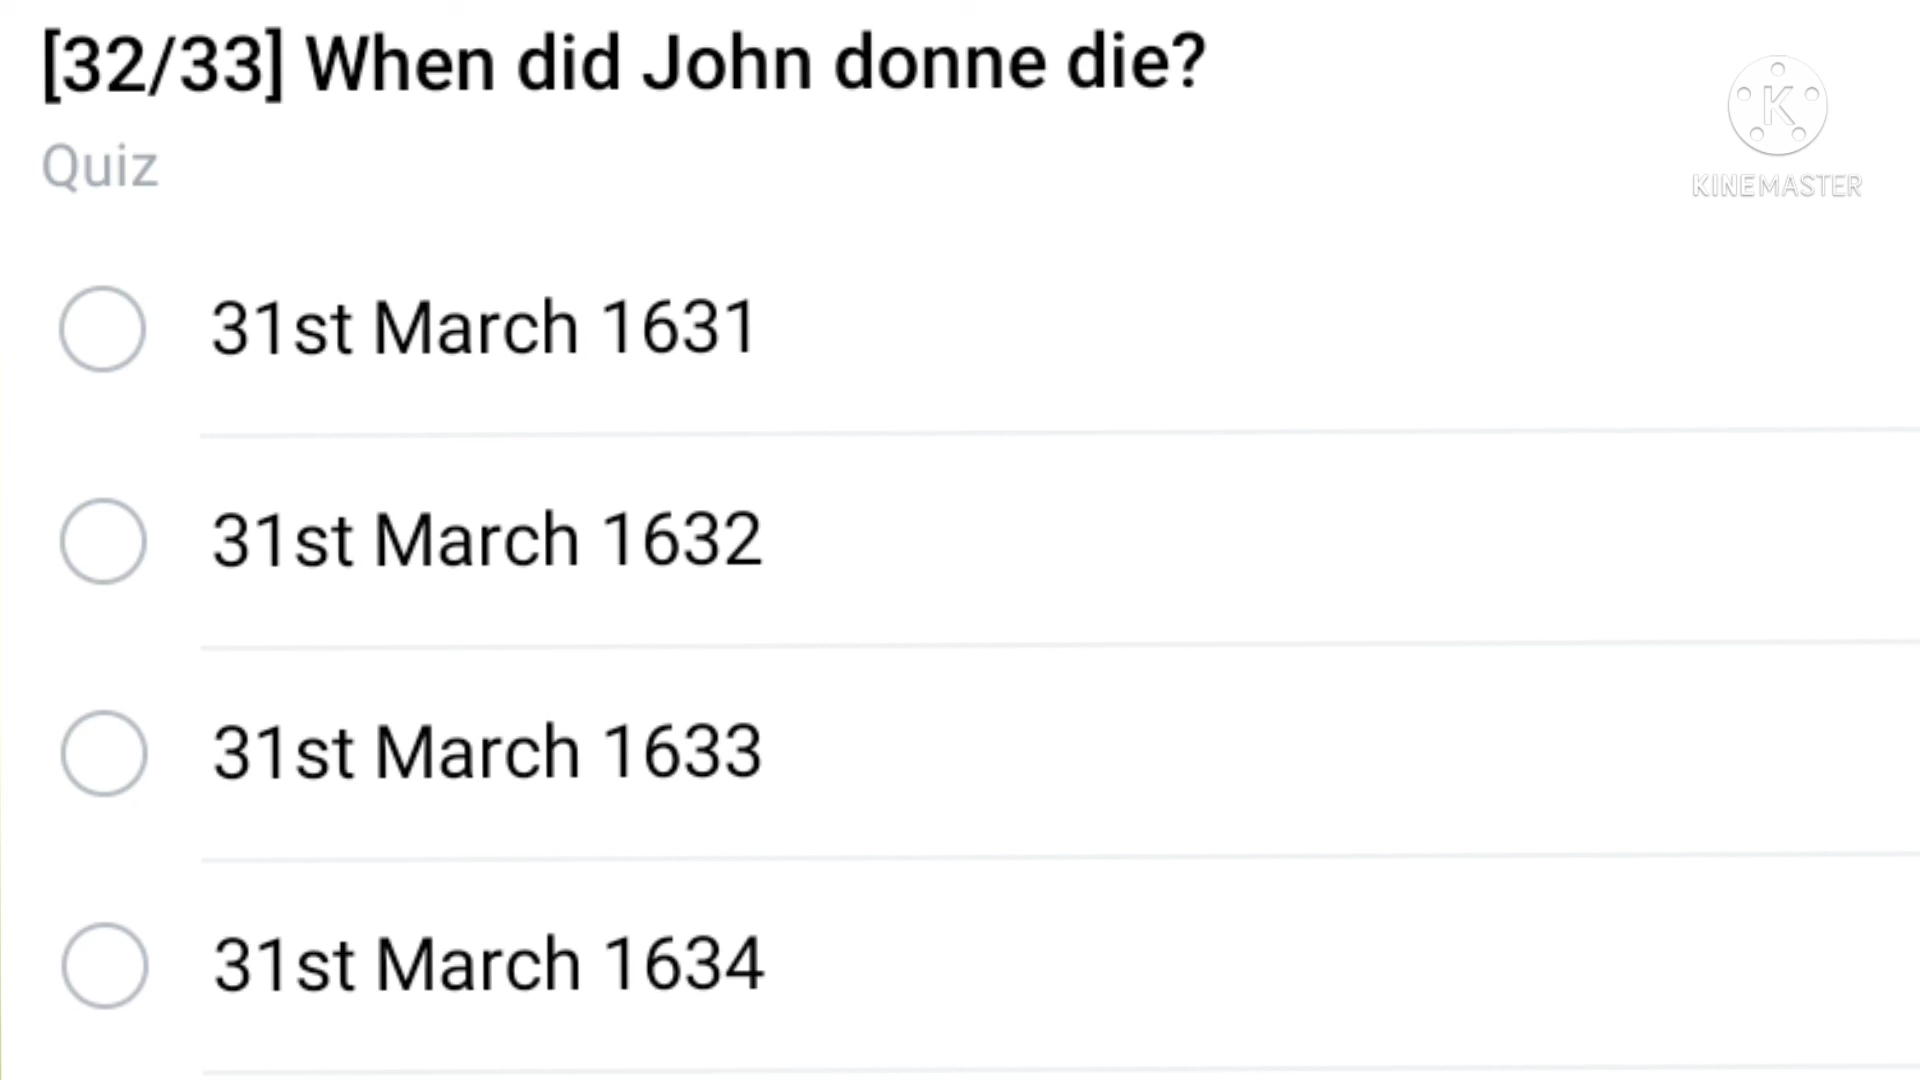 [32/33] When did John donne die?
Quiz
K
KINEMASTER
31st March 1631
31st March 1632
31st March 1633
31st March 1634